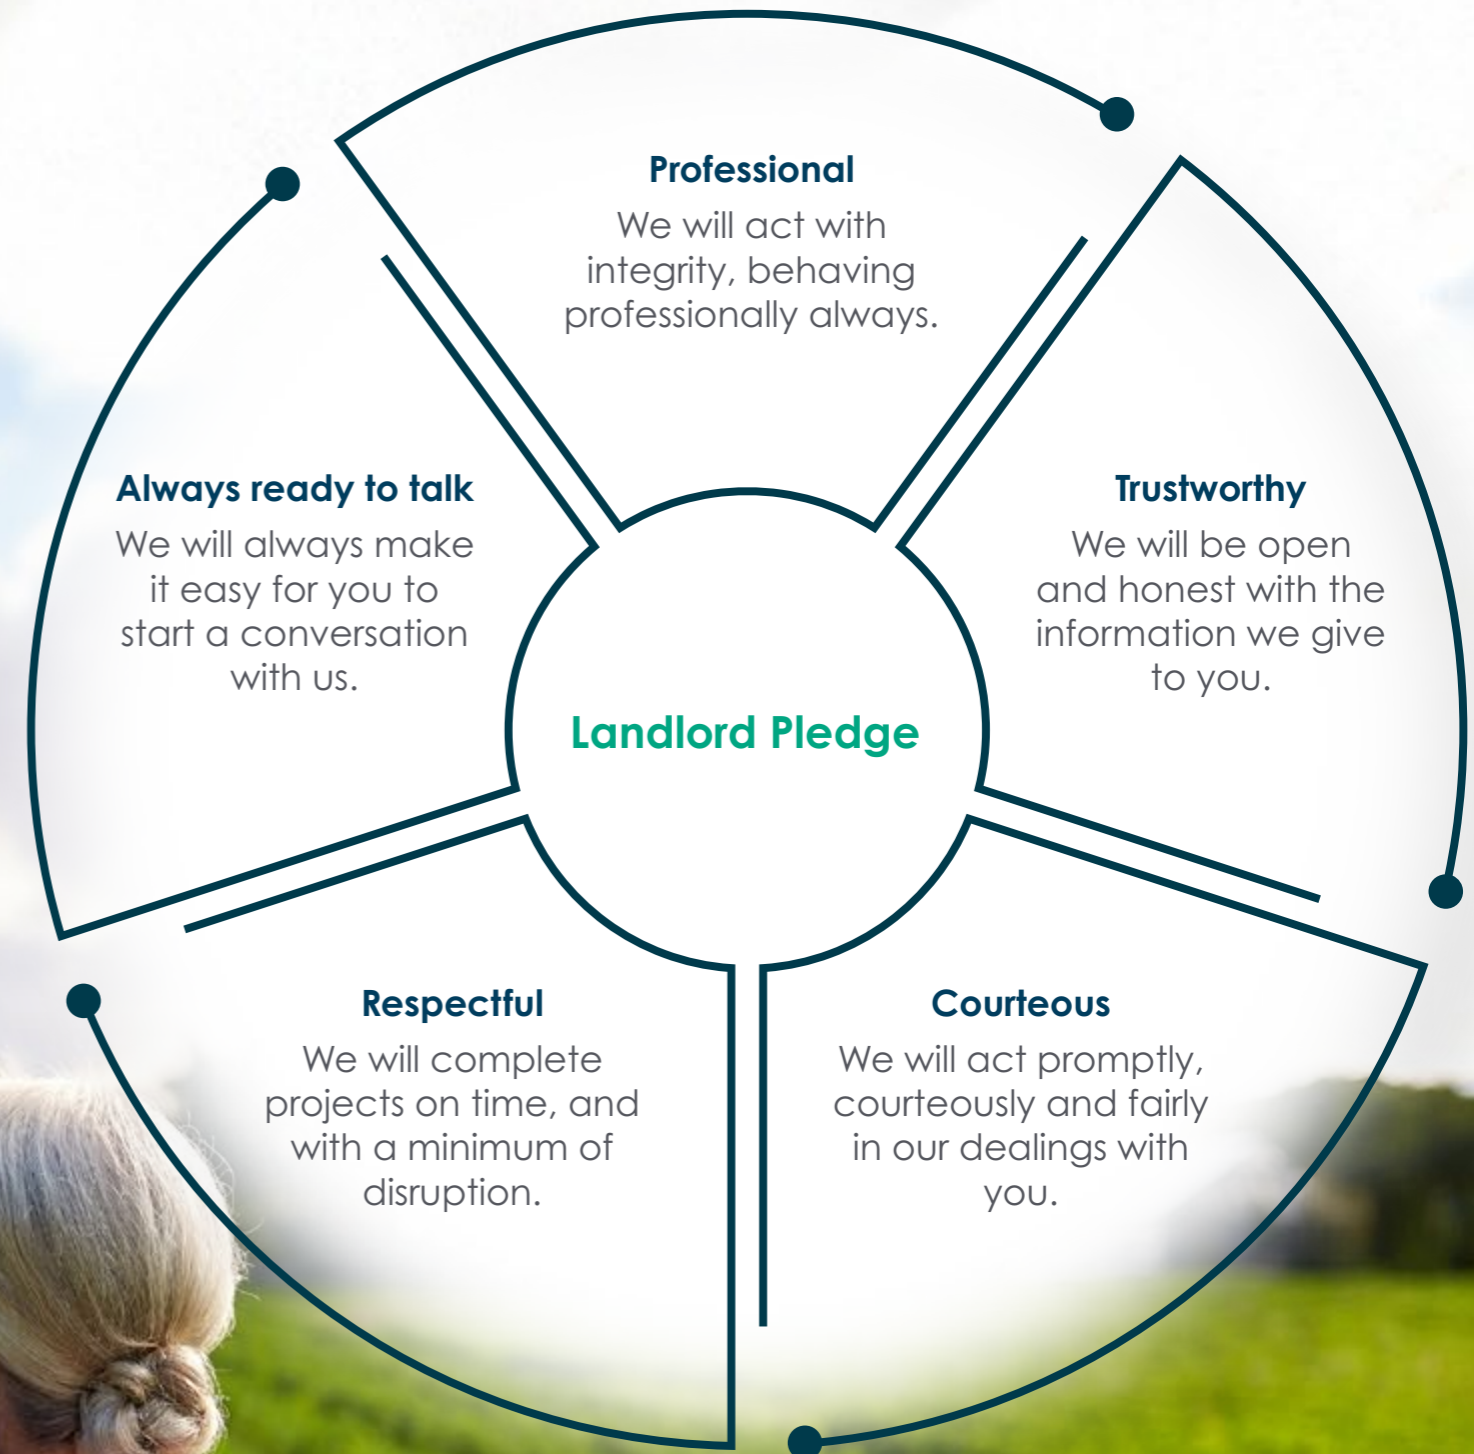 Professional
We will act with
integrity, behaving
professionally always.
Always ready to talk
We will always make
it easy for you to
start a conversation
with us.
Trustworthy
We will be open
and honest with the
information we give
to you.
Landlord Pledge
Respectful
We will complete
projects on time, and
with a minimum of
disruption.
Courteous
We will act promptly,
courteously and fairly
in our dealings with
you.